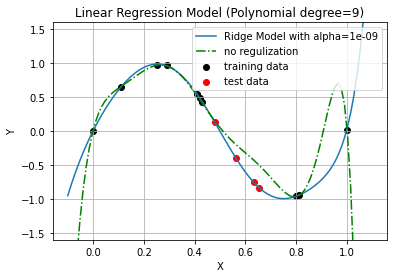 Linear Regression Model (Polynomial degree=9)
Ridge Model with alpha=1e-09
no regulization
training data
test data
1.5
1.0
0.5
0.0
-0.5
-1.0
-1.5
Y
0.0 0.2 0.4 0.6 0.8 1.0
X